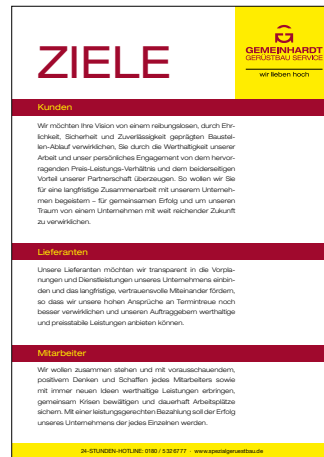 ZIELE
GEMEINHARDT
GERÜSTBAU SERVICE
wir lieben hoch
Kunden
Wir möchten Ihre Vision von einem reibungslosen, durch Ehr-
lichkeit, Sicherheit und Zuverlässigkeit geprägten Baustel-
len-Ablauf verwirklichen, Sie durch die Werthaltigkeit unserer
Arbeit und unser persönliches Engagement von dem hervor-
ragenden Preis-Leistungs-Verhältnis und dem beiderseitigen
Vorteil unserer Partnerschaft überzeugen. So wollen wir Sie
für eine langfristige Zusammenarbeit mit unserem Unterneh-
men begeistern – für gemeinsamen Erfolg und um unseren
Traum von einem Unternehmen mit weit reichender Zukunft
zu verwirklichen.
Lieferanten
Unsere Lieferanten möchten wir transparent in die Vorpla-
nungen und Dienstleistungen unseres Unternehmens einbin-
den und das langfristige, vertrauensvolle Miteinander fördern,
so dass wir unsere hohen Ansprüche an Termintreue noch
besser verwirklichen und unseren Auftraggebern werthaltige
und preisstabile Leistungen anbieten können.
Mitarbeiter
Wir wollen zusammen stehen und mit vorausschauendem,
positivem Denken und Schaffen jedes Mitarbeiters sowie
mit immer neuen Ideen werthaltige Leistungen erbringen,
gemeinsam Krisen bewältigen und dauerhaft Arbeitsplätze
sichern. Mit einer leistungsgerechten Bezahlung soll der Erfolg
unseres Unternehmens der jedes Einzelnen werden.
24-STUNDEN-HOTLINE: 0180 / 5 32 67 77 · www.spezialgeruestbau.de